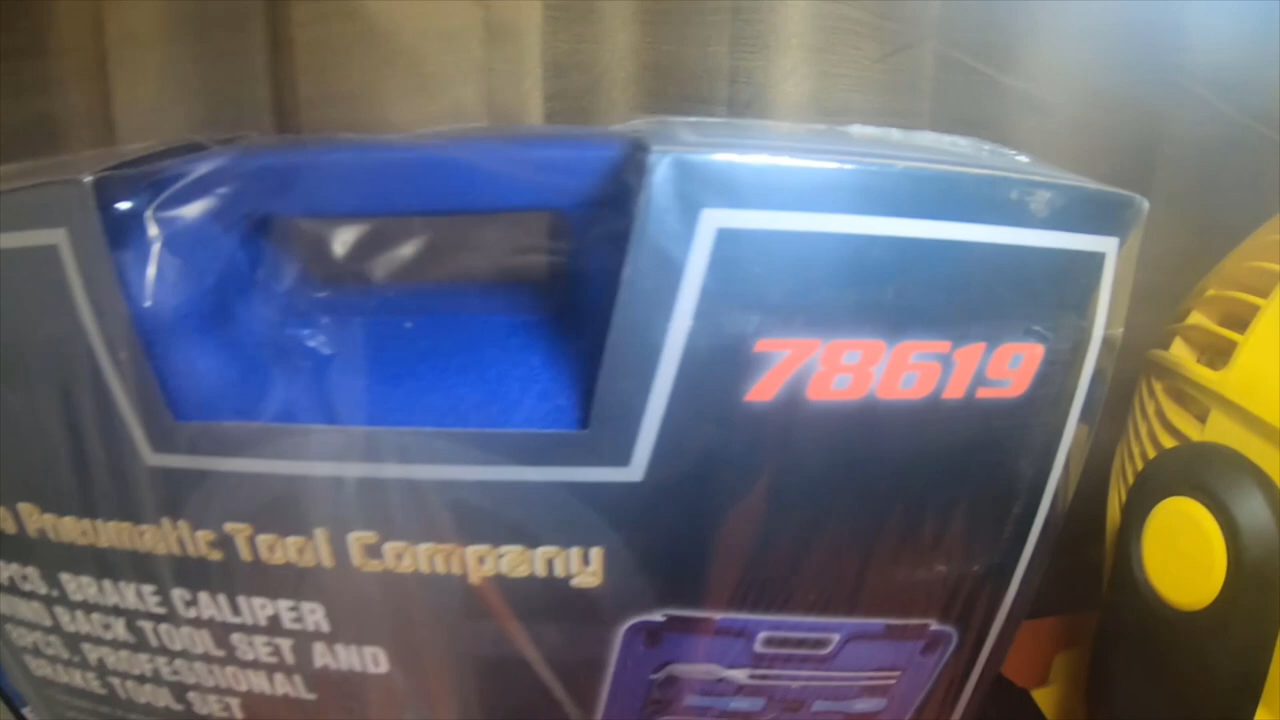 78619
Pneumatic Tool Company
PCS. BRAKE CALIPER
BACK TOOL SET AND
PCS. PROFESSIONAL
BRAKE TOOL SET